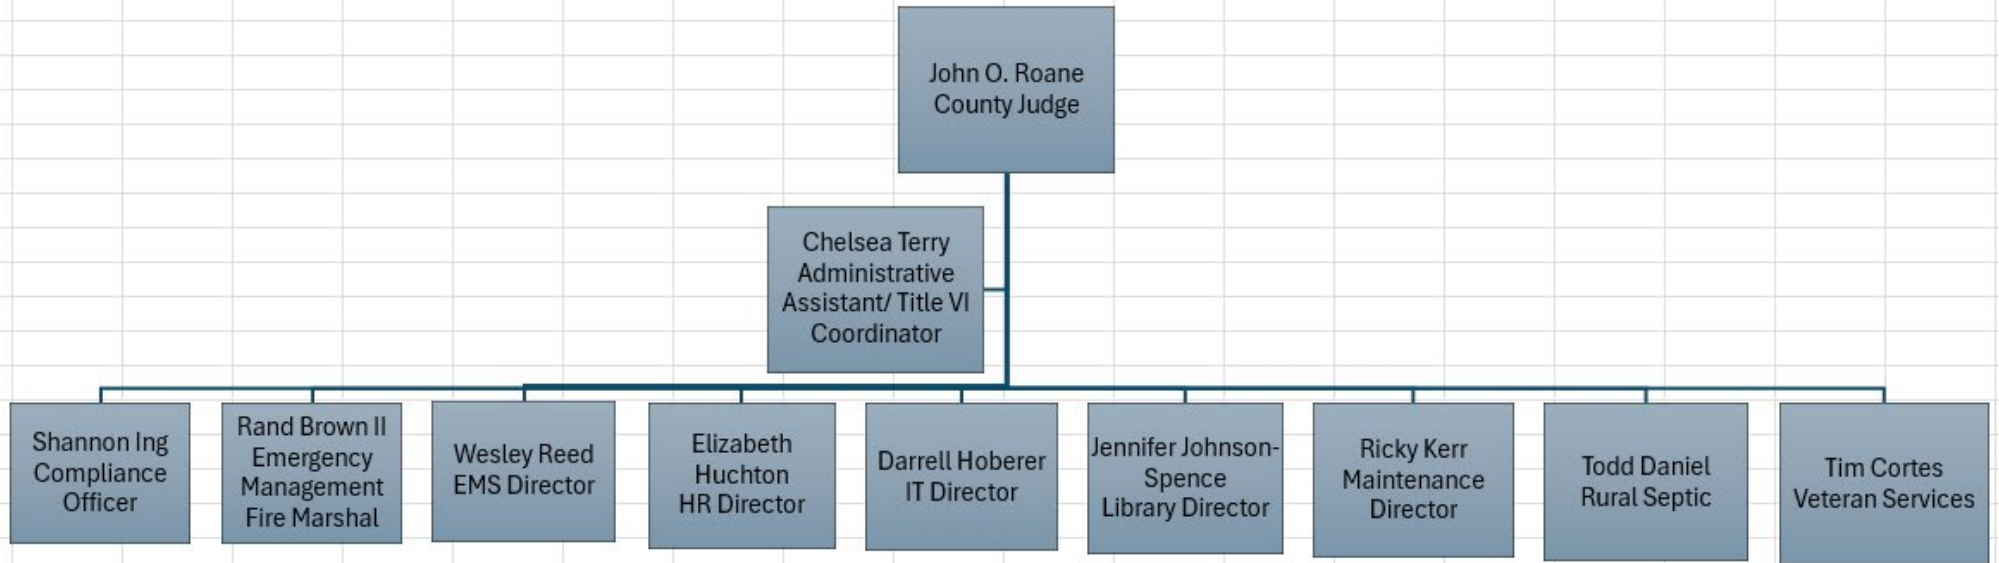 John O. Roane
County Judge
Chelsea Terry
Administrative
Assistant/ Title VI
Coordinator
Shannon Ing
Compliance
Officer
Rand Brown II
Emergency
Management
Fire Marshal
Wesley Reed
EMS Director
Elizabeth
Huchton
HR Director
Darrell Hoberer
IT Director
Jennifer Johnson-
Spence
Library Director
Ricky Kerr
Maintenance
Director
Todd Daniel
Rural Septic
Tim Cortes
Veteran Services